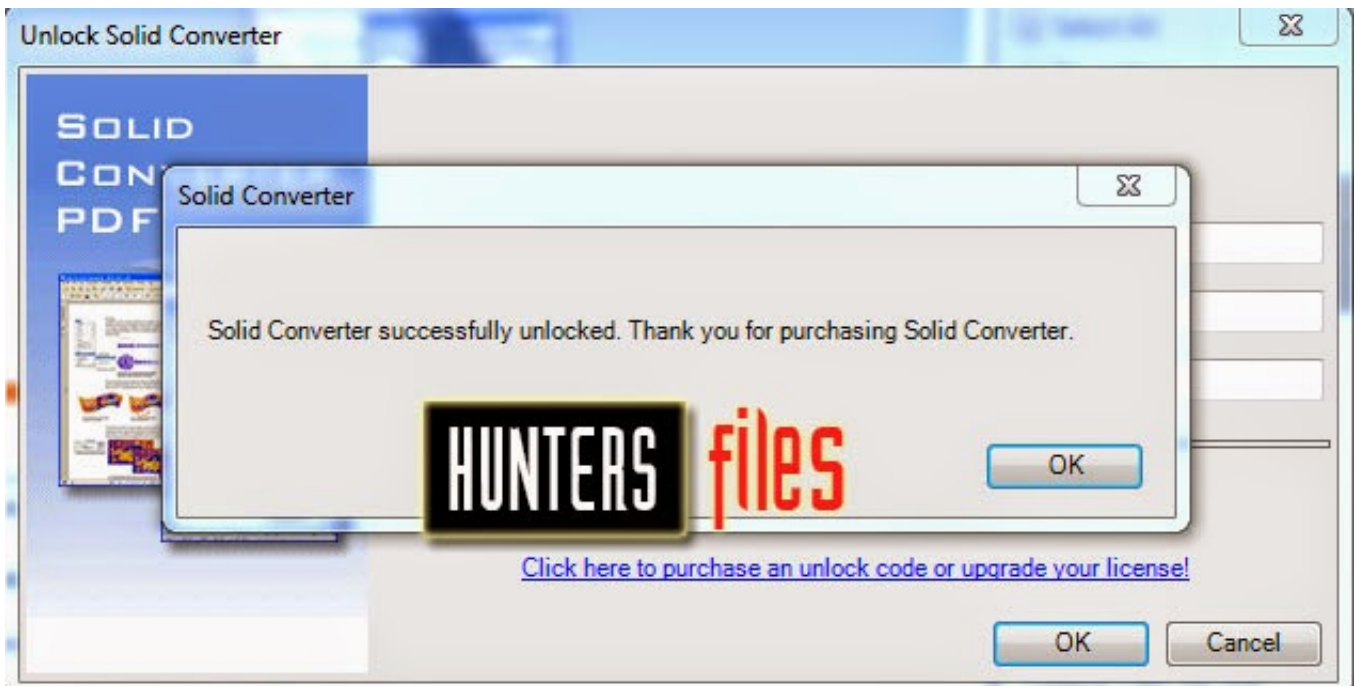 Unlock Solid Converter
SOLID
PDF
Solid Converter
Solid Converter successfully unlocked. Thank you for purchasing Solid Converter.
HUNTERS files
OK
Click here to purchase an unlock code or upgrade your license!
OK
Cancel